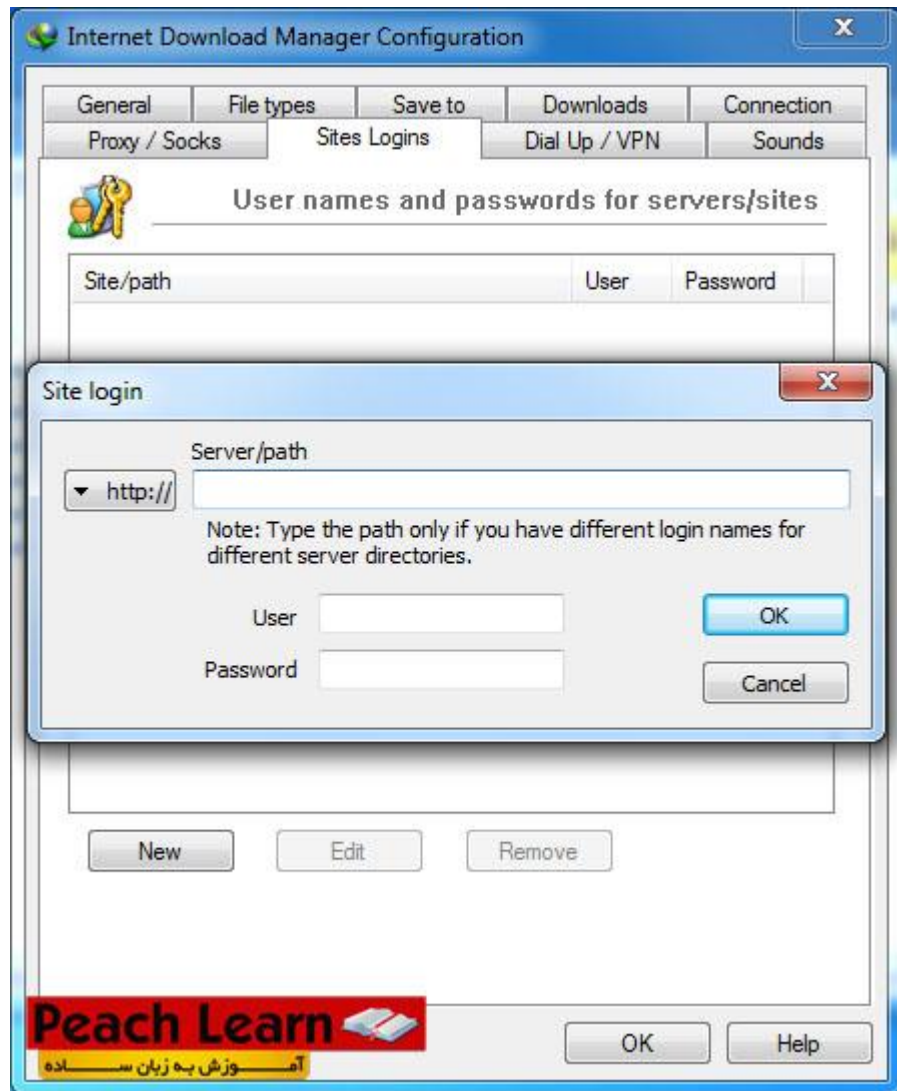 Internet Download Manager Configuration
X
General File types Save to Downloads Connection
Proxy / Socks Sites Logins Dial Up / VPN Sounds
User names and passwords for servers/sites
Site/path User Password
Site login
X
Server/path
http://
Note: Type the path only if you have different login names for
different server directories.
User
OK
Password
Cancel
New Edit Remove
Peach Learn
آمــــوزش به زبان ســــاده
OK Help